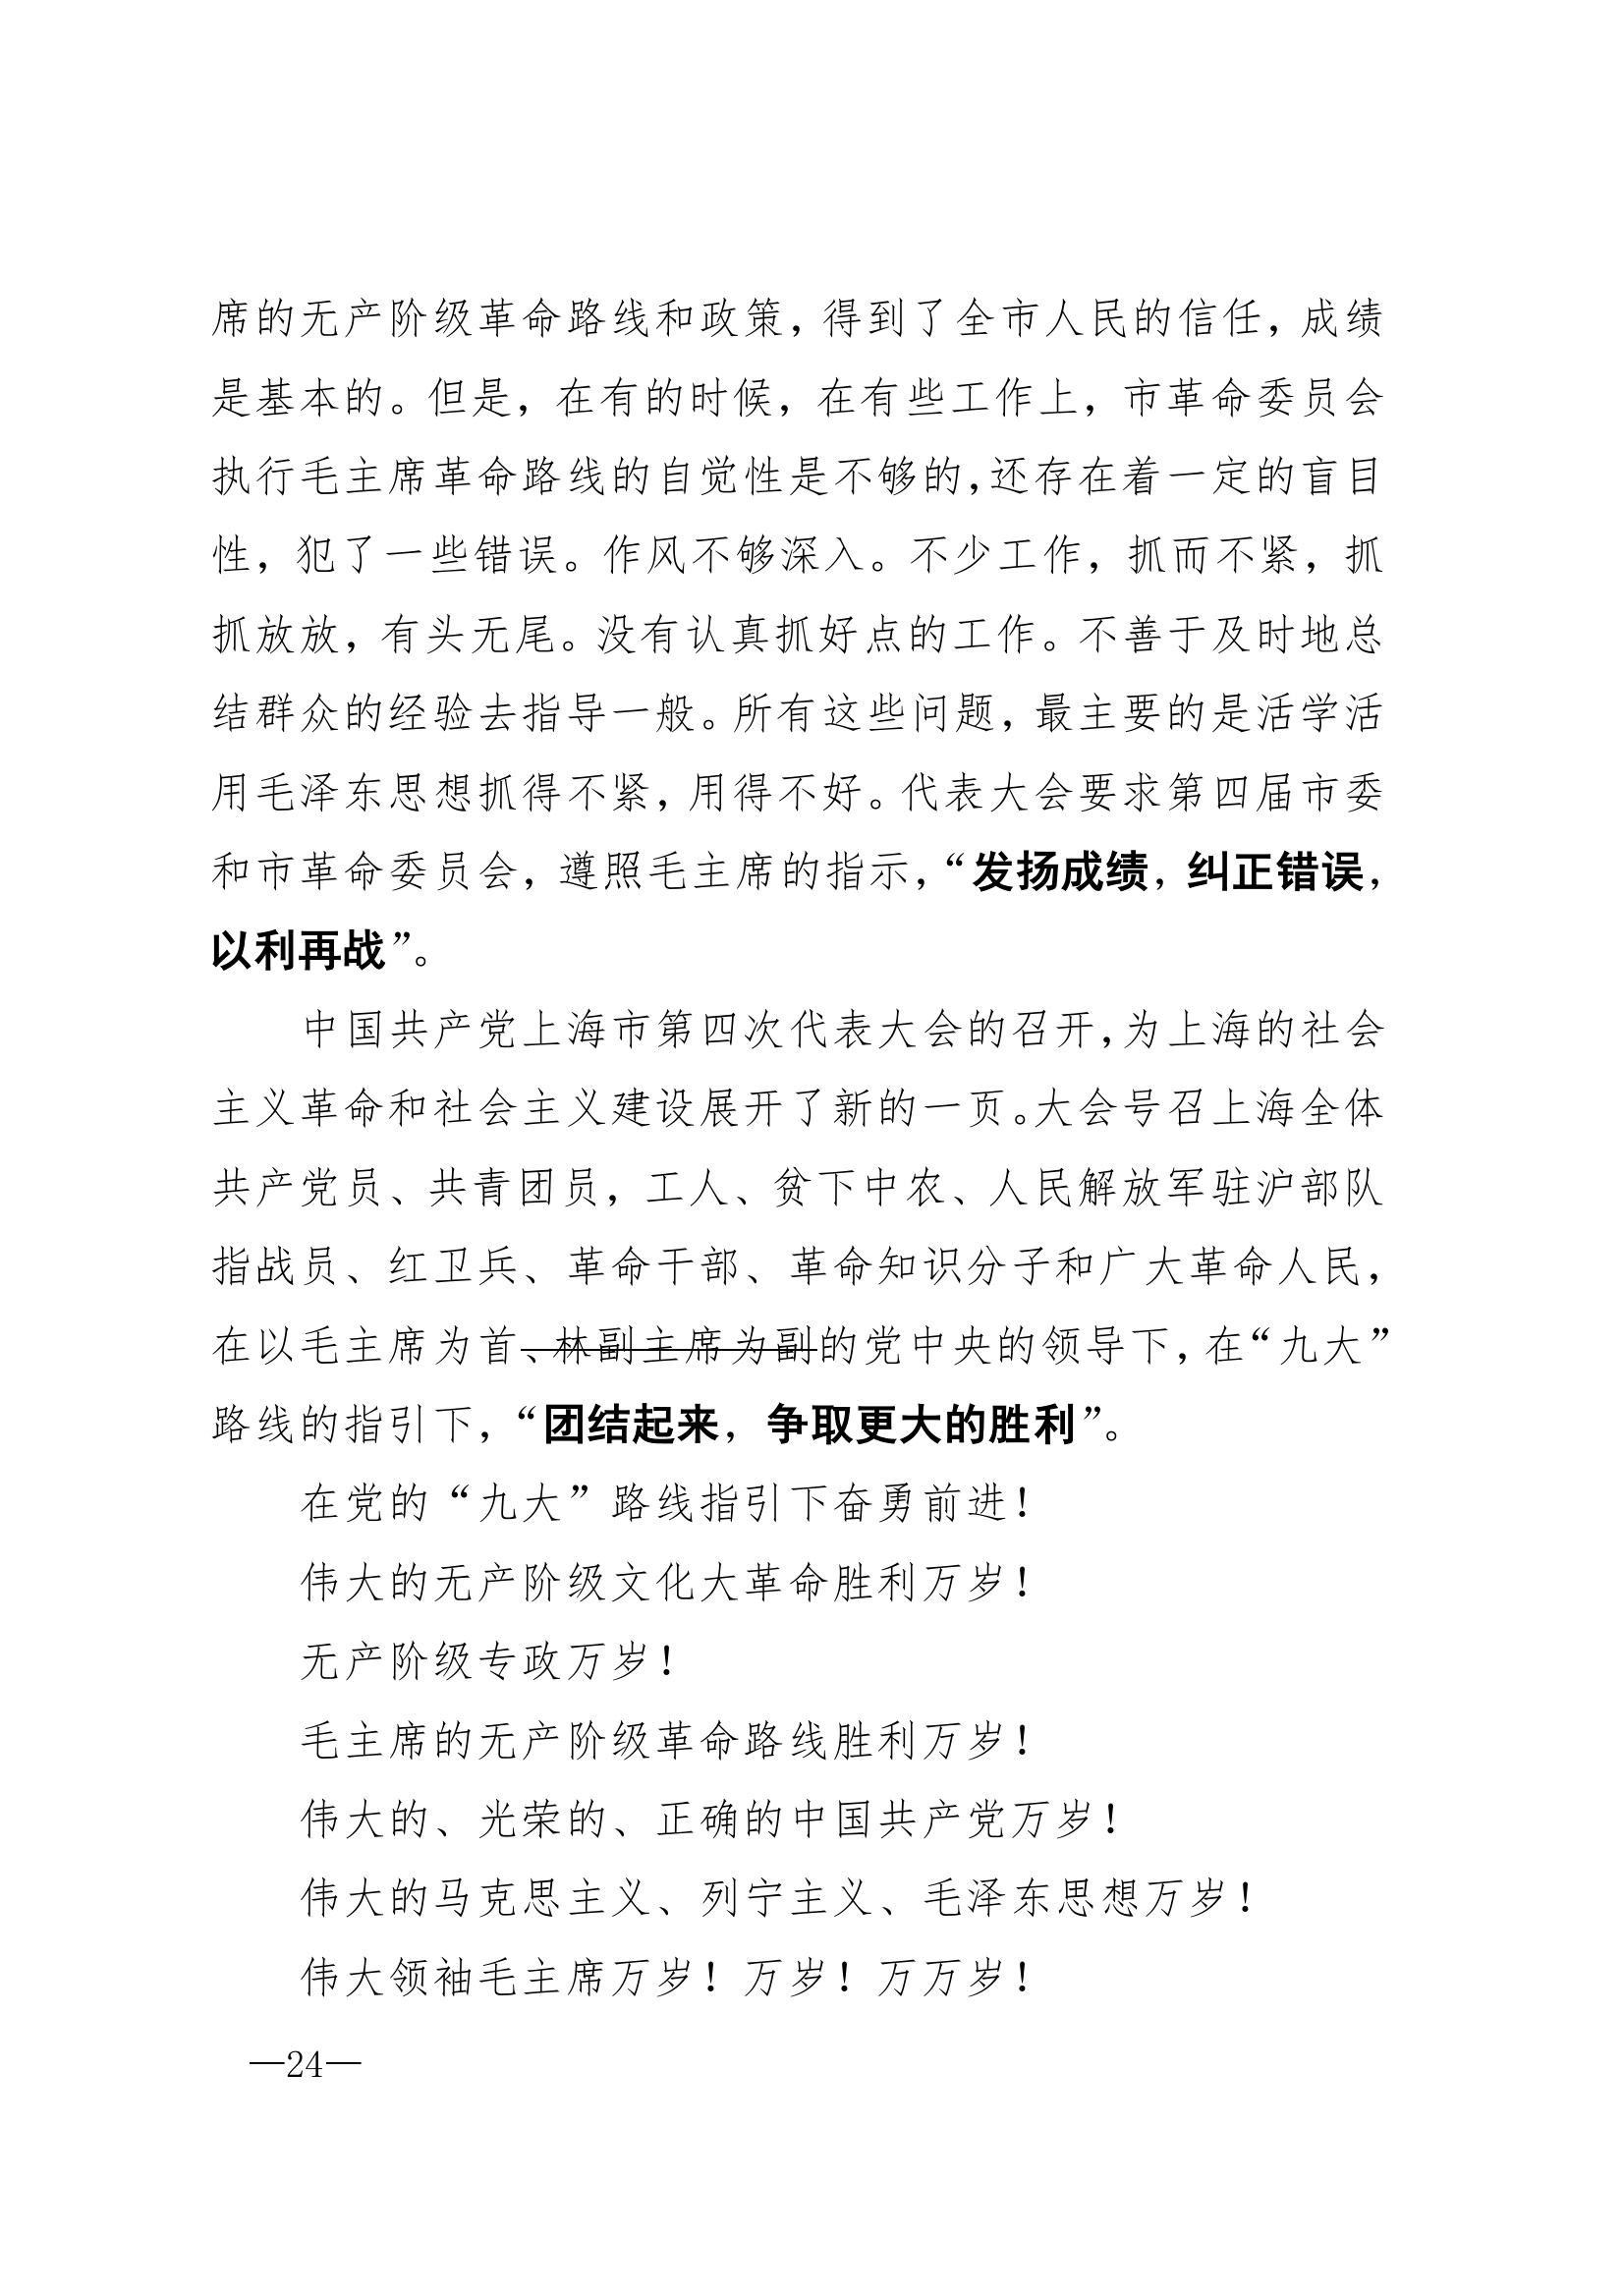 席的无产阶级革命路线和政策，得到了全市人民的信任，成绩
是基本的。但是，在有的时候，在有些工作上，市革命委员会
执行毛主席革命路线的自觉性是不够的，还存在着一定的盲目
性，犯了一些错误。作风不够深入。不少工作，抓而不紧，抓
抓放放，有头无尾。没有认真抓好点的工作。不善于及时地总
结群众的经验去指导一般。所有这些问题，最主要的是活学活
用毛泽东思想抓得不紧，用得不好。代表大会要求第四届市委
和市革命委员会，遵照毛主席的指示，“发扬成绩，纠正错误，
以利再战”。
中国共产党上海市第四次代表大会的召开，为上海的社会
主义革命和社会主义建设展开了新的一页。大会号召上海全体
共产党员、共青团员，工人、贫下中农、人民解放军驻沪部队
指战员、红卫兵、革命干部、革命知识分子和广大革命人民，
在以毛主席为首、林副主席为副的党中央的领导下，在“九大”
路线的指引下，“团结起来，争取更大的胜利”。
在党的“九大”路线指引下奋勇前进！
伟大的无产阶级文化大革命胜利万岁！
无产阶级专政万岁！
毛主席的无产阶级革命路线胜利万岁！
伟大的、光荣的、正确的中国共产党万岁！
伟大的马克思主义、列宁主义、毛泽东思想万岁！
伟大领袖毛主席万岁！万岁！万万岁！
—24—